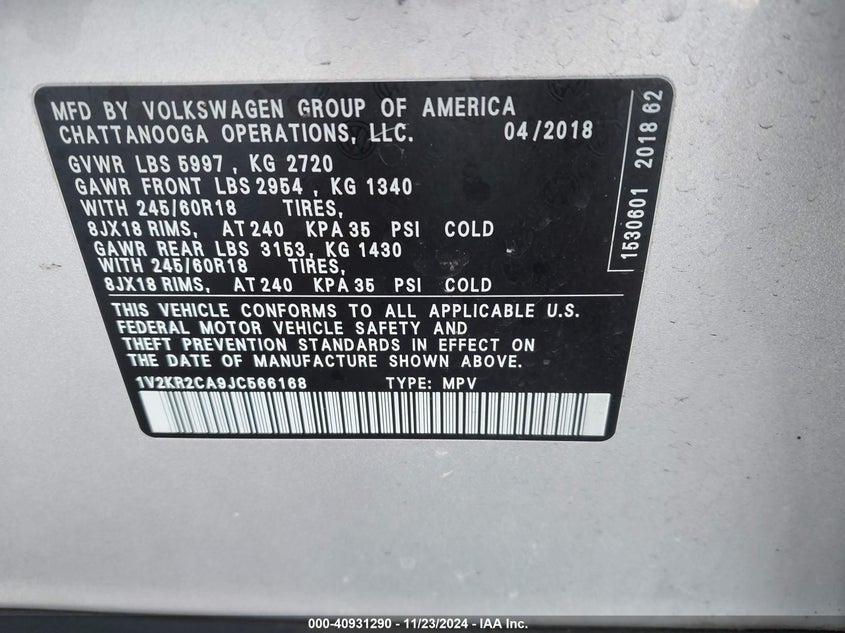 MFD BY VOLKSWAGEN GROUP OF AMERICA
CHATTANOOGA OPERATIONS, LLC. 04/2018
GVWR LBS 5997 , KG 2720
GAWR FRONT LBS 2954 , KG 1340
WITH 245/60R18 TIRES,
8JX18 RIMS, AT 240 KPA 35 PSI COLD
GAWR REAR LBS 3153, KG 1430
WITH 245/60R18 TIRES,
8JX18 RIMS, AT 240 KPA 35 PSI COLD
THIS VEHICLE CONFORMS TO ALL APPLICABLE U.S.
FEDERAL MOTOR VEHICLE SAFETY AND
THEFT PREVENTION STANDARDS IN EFFECT ON
THE DATE OF MANUFACTURE SHOWN ABOVE.
1V2KR2CA9JC566168 TYPE: MPV
1530601 2018 62
000-40931290 - 11/23/2024 - IAA Inc.